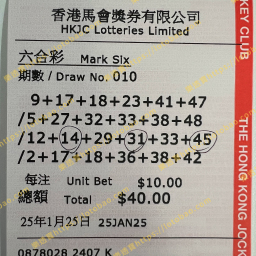 香港馬會獎券有限公司
HKJC Lotteries Limited
六合彩 Mark Six
期數 / Draw No. 010
9+17+18+23+41+47
/5+27+32+33+38+48
/12+14+29+31+33+45
/2+17+18+36+38+42
每注 Unit Bet $10.00
總額 Total $40.00
25年1月25日 25JAN25
0878028 2407 K
KEY CLUB
THE HONG KONG JOCK